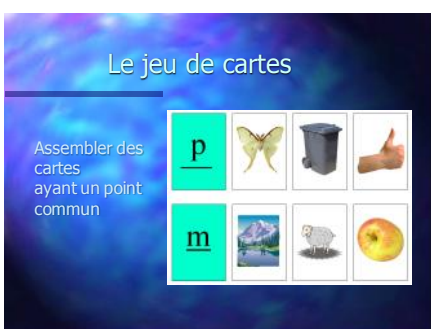 Le jeu de cartes
Assembler des
cartes
ayant un point
commun
p
m